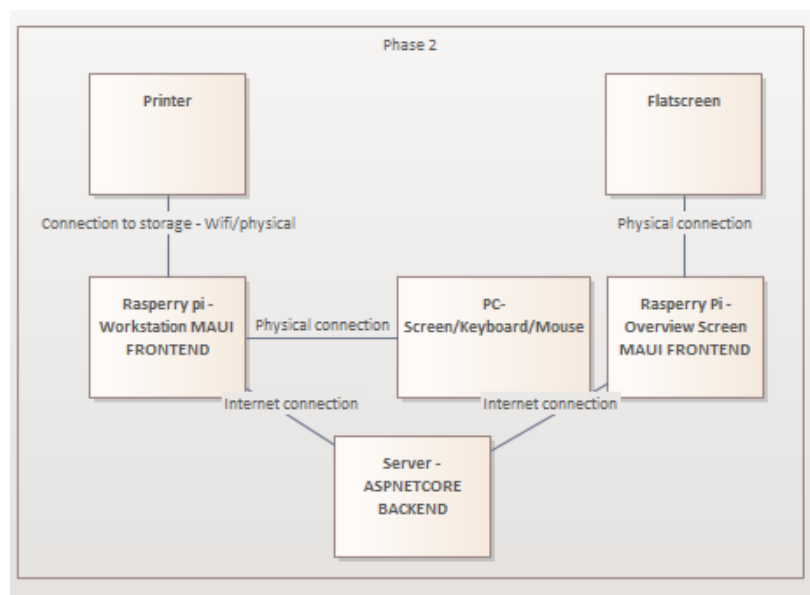 Phase 2
Printer
Flatscreen
Connection to storage - Wifi/physical
Physical connection
Rasperry pi -
Workstation MAUI
FRONTEND
Physical connection
PC-
Screen/Keyboard/Mouse
Rasperry Pi -
Overview Screen
MAUI FRONTEND
Internet connection
Internet connection
Server -
ASPNETCORE
BACKEND